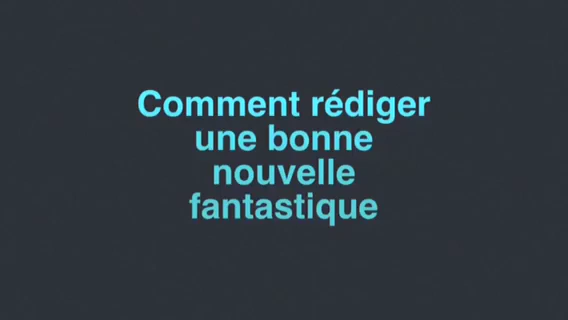 Comment rédiger
une bonne
nouvelle
fantastique